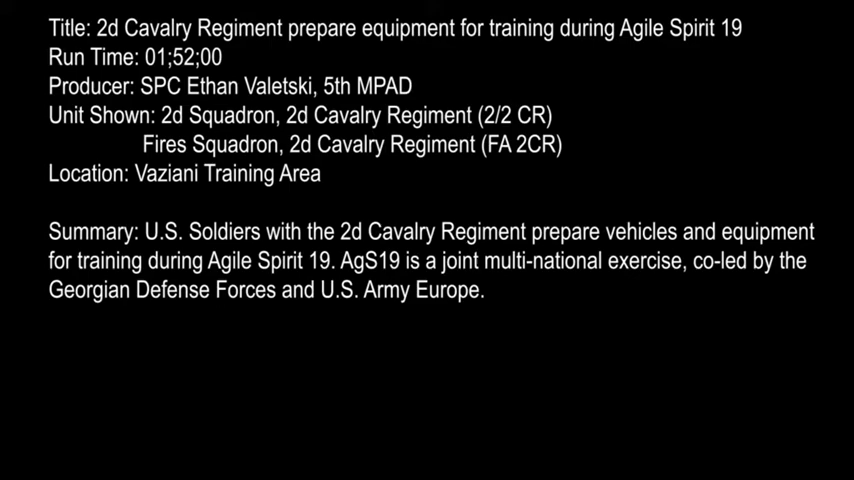 Title: 2d Cavalry Regiment prepare equipment for training during Agile Spirit 19
Run Time: 01;52;00
Producer: SPC Ethan Valetski, 5th MPAD
Unit Shown: 2d Squadron, 2d Cavalry Regiment (2/2 CR)
Fires Squadron, 2d Cavalry Regiment (FA 2CR)
Location: Vaziani Training Area
Summary: U.S. Soldiers with the 2d Cavalry Regiment prepare vehicles and equipment
for training during Agile Spirit 19. AgS19 is a joint multi-national exercise, co-led by the
Georgian Defense Forces and U.S. Army Europe.